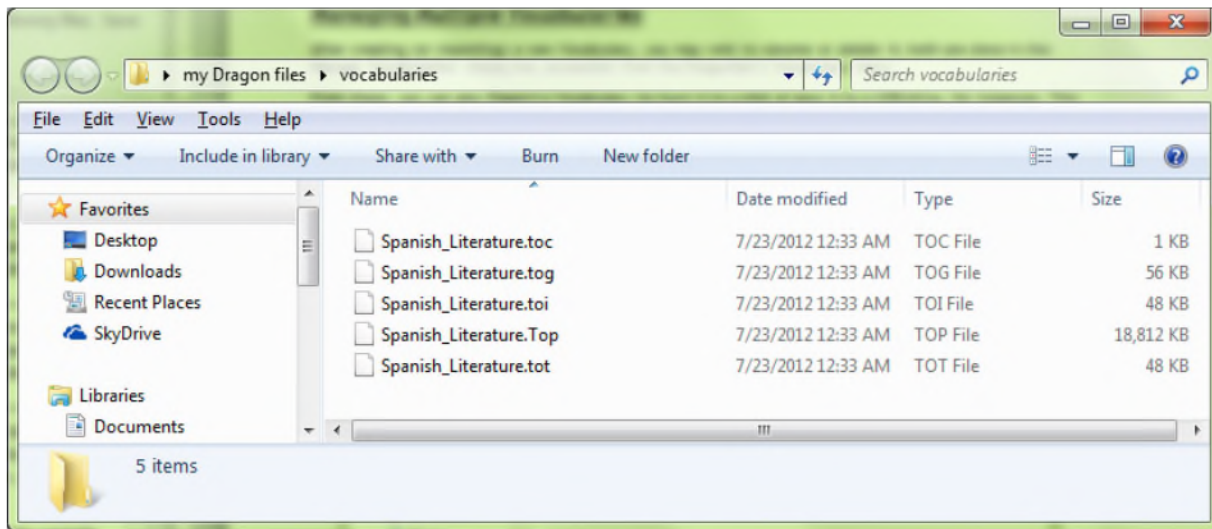 my Dragon files vocabularies Search vocabularies
File Edit View Tools Help
Organize Include in library Share with Burn New folder
Favorites
Desktop
Downloads
Recent Places
SkyDrive
Libraries
Documents
Name Date modified Type Size
Spanish_Literature.toc 7/23/2012 12:33 AM TOC File 1 KB
Spanish_Literature.tog 7/23/2012 12:33 AM TOG File 56 KB
Spanish_Literature.toi 7/23/2012 12:33 AM TOI File 48 KB
Spanish_Literature.Top 7/23/2012 12:33 AM TOP File 18,812 KB
Spanish_Literature.tot 7/23/2012 12:33 AM TOT File 48 KB
5 items